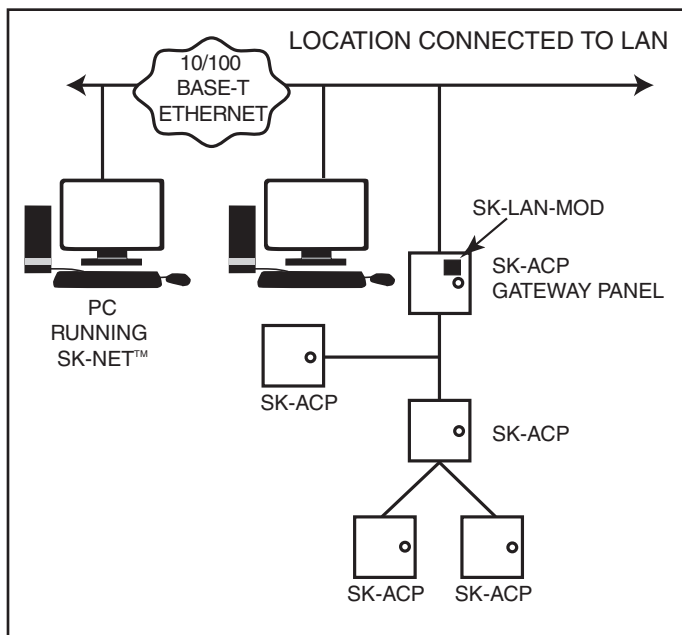 LOCATION CONNECTED TO LAN
10/100
BASE-T
ETHERNET
SK-LAN-MOD
SK-ACP
GATEWAY PANEL
PC
RUNNING
SK-NET™
SK-ACP
SK-ACP
SK-ACP
SK-ACP